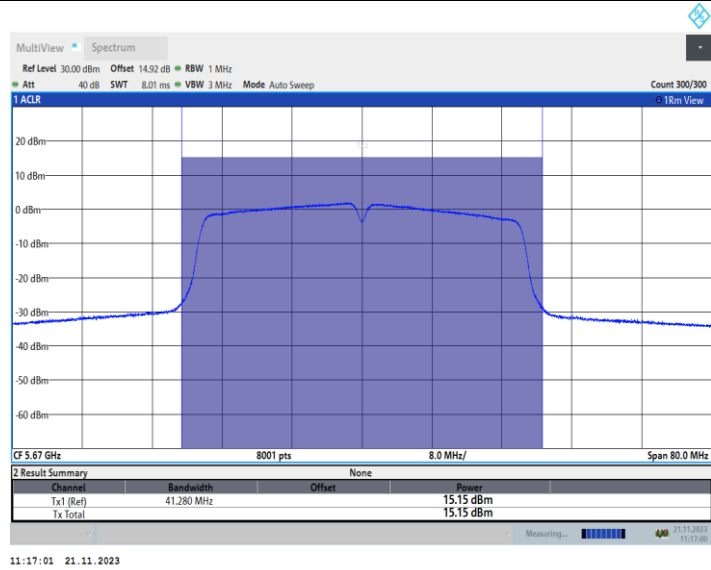 R&S
MultiView Spectrum
Ref Level 30.00 dBm Offset 14.92 dB RBW 1 MHz
Att 40 dB SWT 8.01 ms VBW 3 MHz Mode Auto Sweep Count 300/300
1 ACLR 1Rm View
20 dBm
10 dBm
0 dBm
-10 dBm
-20 dBm
-30 dBm
-40 dBm
-50 dBm
-60 dBm
CF 5.67 GHz 8001 pts 8.0 MHz/ Span 80.0 MHz
2 Result Summary None
Channel Bandwidth Offset Power
Tx1 (Ref) 41.280 MHz 15.15 dBm
Tx Total 15.15 dBm
Measuring... 21.11.2023
11:17:00
11:17:01 21.11.2023